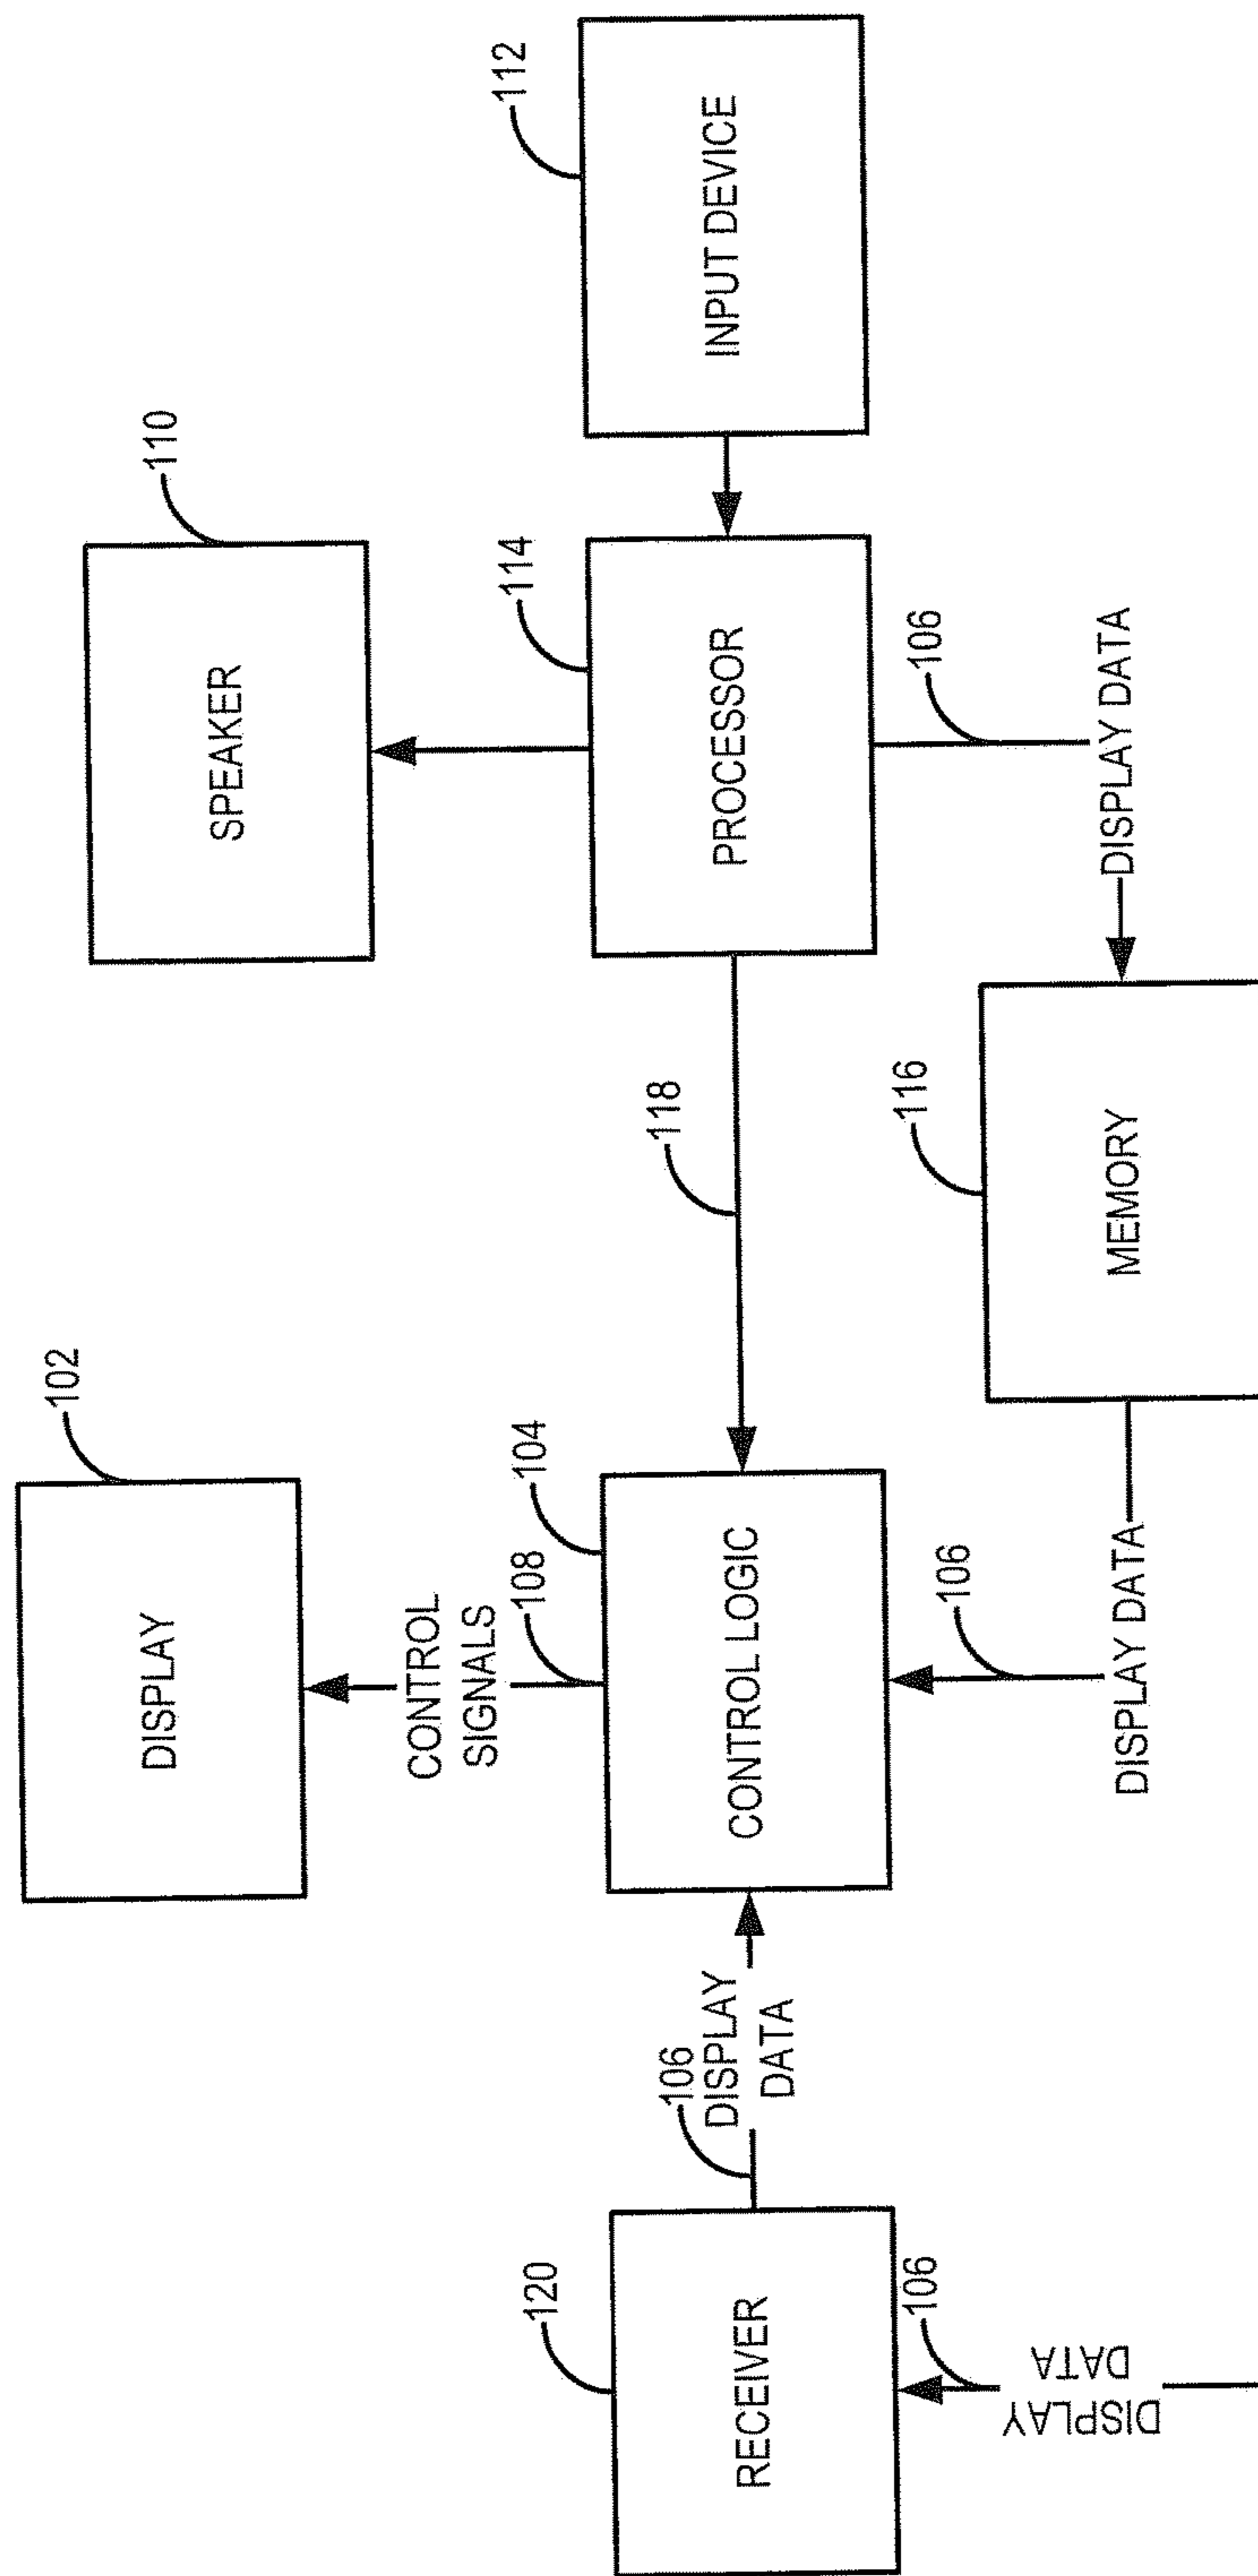 102
110
DISPLAY
SPEAKER
CONTROL
SIGNALS
108
104
114
112
120
106
DISPLAY
DATA
118
RECEIVER
CONTROL LOGIC
PROCESSOR
INPUT DEVICE
106
106
116
106
DISPLAY
DATA
DISPLAY DATA
MEMORY
DISPLAY DATA